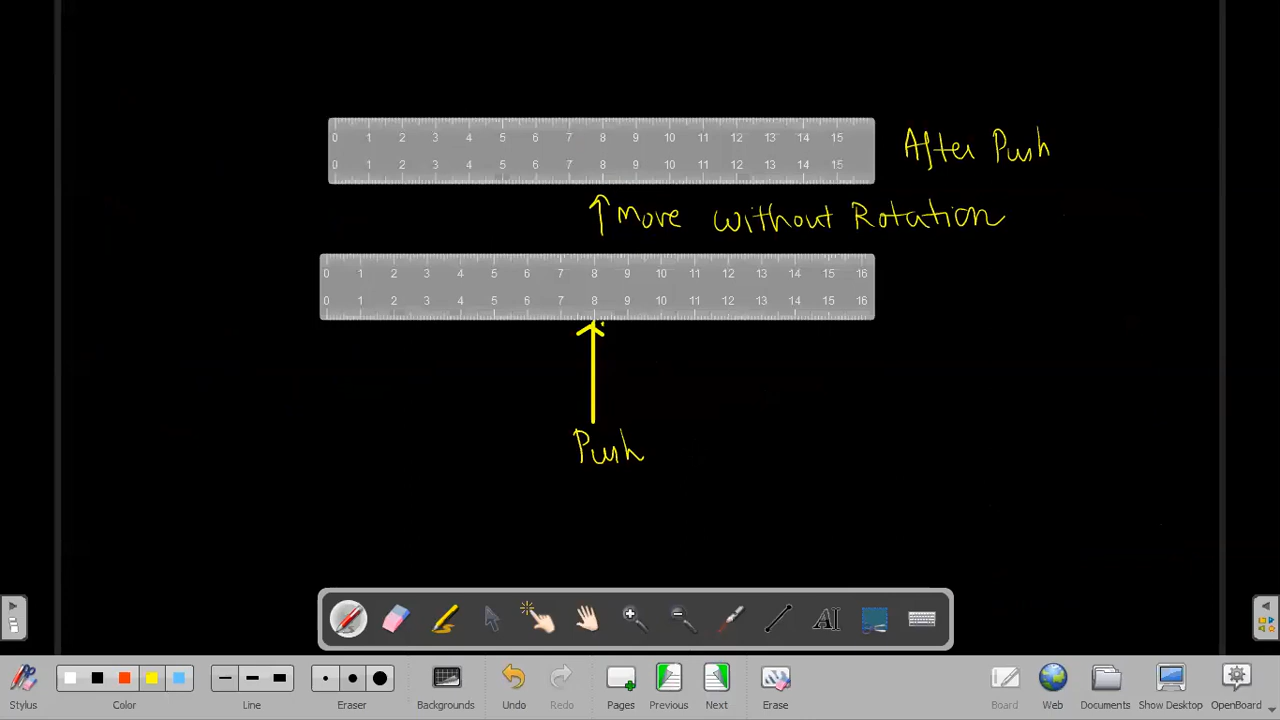 0 1 2 3 4 5 6 7 8 9 10 11 12 13 14 15
0 1 2 3 4 5 6 7 8 9 10 11 12 13 14 15
After Push
↑ Move without Rotation
0 1 2 3 4 5 6 7 8 9 10 11 12 13 14 15 16
0 1 2 3 4 5 6 7 8 9 10 11 12 13 14 15 16
Push
AI
Stylus Color Line Eraser Backgrounds Undo Redo Pages Previous Next Erase Board Web Documents Show Desktop OpenBoard